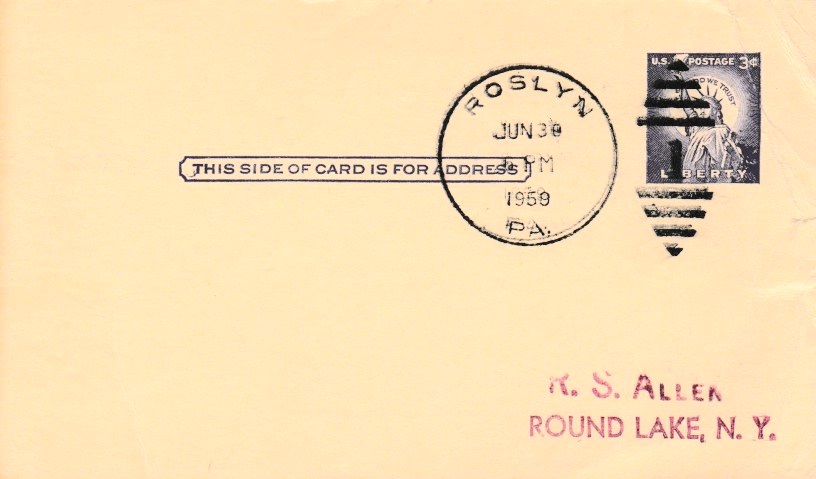 U.S. POSTAGE 3¢
GOD WE TRUST
LIBERTY
ROSLYN
JUN 30
PM
1959
PA.
1
THIS SIDE OF CARD IS FOR ADDRESS
R. S. ALLEN
ROUND LAKE, N. Y.